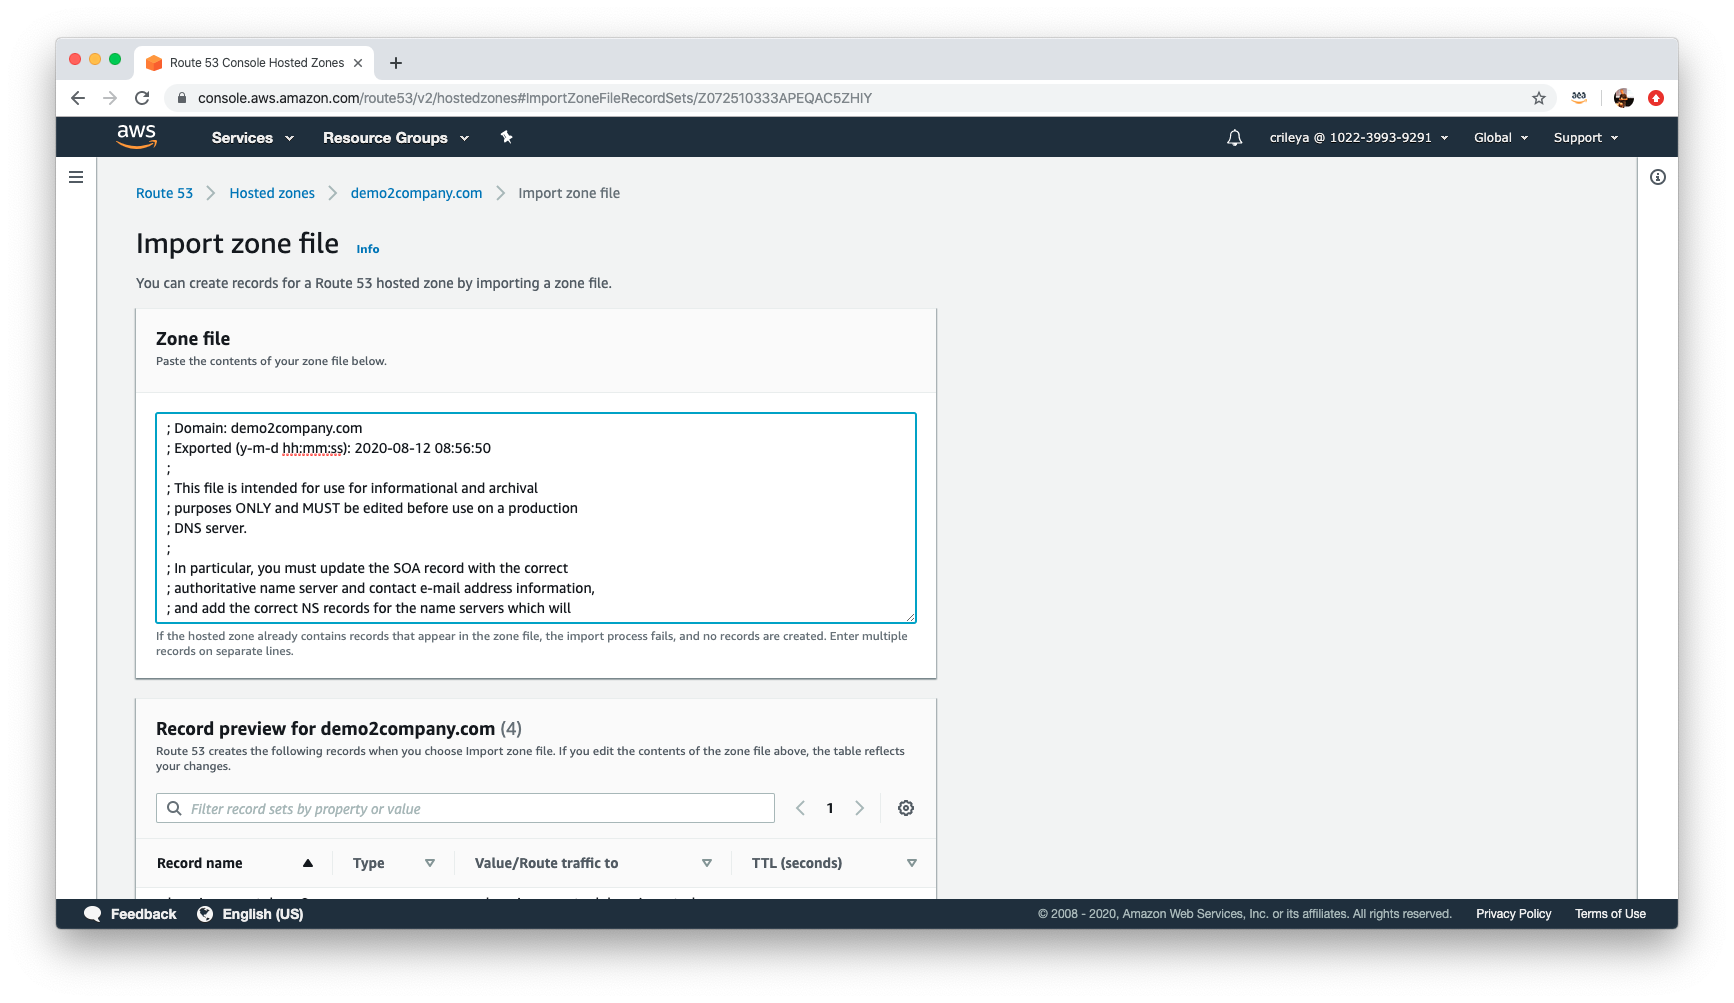 Route 53 Console Hosted Zones
console.aws.amazon.com/route53/v2/hostedzones#ImportZoneFileRecordSets/Z072510333APEQAC5ZHIY
aws Services Resource Groups crileya @ 1022-3993-9291 Global Support
Route 53 Hosted zones demo2company.com Import zone file
Import zone file Info
You can create records for a Route 53 hosted zone by importing a zone file.
Zone file
Paste the contents of your zone file below.
; Domain: demo2company.com
; Exported (y-m-d hh:mm:ss): 2020-08-12 08:56:50
;
; This file is intended for use for informational and archival
; purposes ONLY and MUST be edited before use on a production
; DNS server.
;
; In particular, you must update the SOA record with the correct
; authoritative name server and contact e-mail address information,
; and add the correct NS records for the name servers which will
If the hosted zone already contains records that appear in the zone file, the import process fails, and no records are created. Enter multiple
records on separate lines.
Record preview for demo2company.com (4)
Route 53 creates the following records when you choose Import zone file. If you edit the contents of the zone file above, the table reflects
your changes.
Filter record sets by property or value 1
Record name Type Value/Route traffic to TTL (seconds)
Feedback English (US) © 2008 - 2020, Amazon Web Services, Inc. or its affiliates. All rights reserved. Privacy Policy Terms of Use